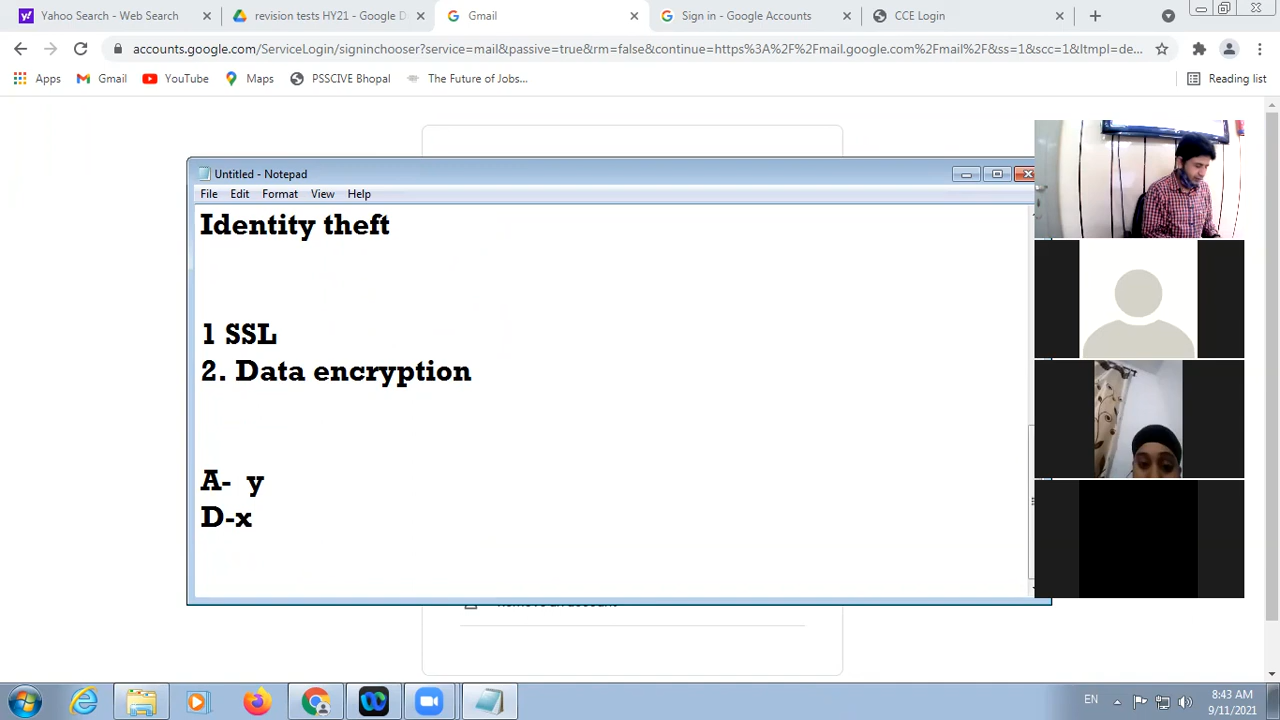 Yahoo Search - Web Search
revision tests HY21 - Google D
Gmail
Sign in - Google Accounts
CCE Login
accounts.google.com/ServiceLogin/signinchooser?service=mail&passive=true&rm=false&continue=https%3A%2F%2Fmail.google.com%2Fmail%2F&ss=1&scc=1&ltmpl=de...
Apps
Gmail
YouTube
Maps
PSSCIVE Bhopal
The Future of Jobs...
Reading list
Untitled - Notepad
File Edit Format View Help
Identity theft
1 SSL
2. Data encryption
A- y
D-x
Remove an account
EN
8:43 AM
9/11/2021